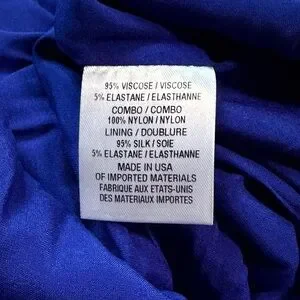 95% VISCOSE / VISCOSE
5% ELASTANE / ELASTHANNE
COMBO / COMBO
100% NYLON / NYLON
LINING / DOUBLURE
95% SILK / SOIE
5% ELASTANE / ELASTHANNE
MADE IN USA
OF IMPORTED MATERIALS
FABRIQUE AUX ETATS-UNIS
DES MATERIAUX IMPORTES